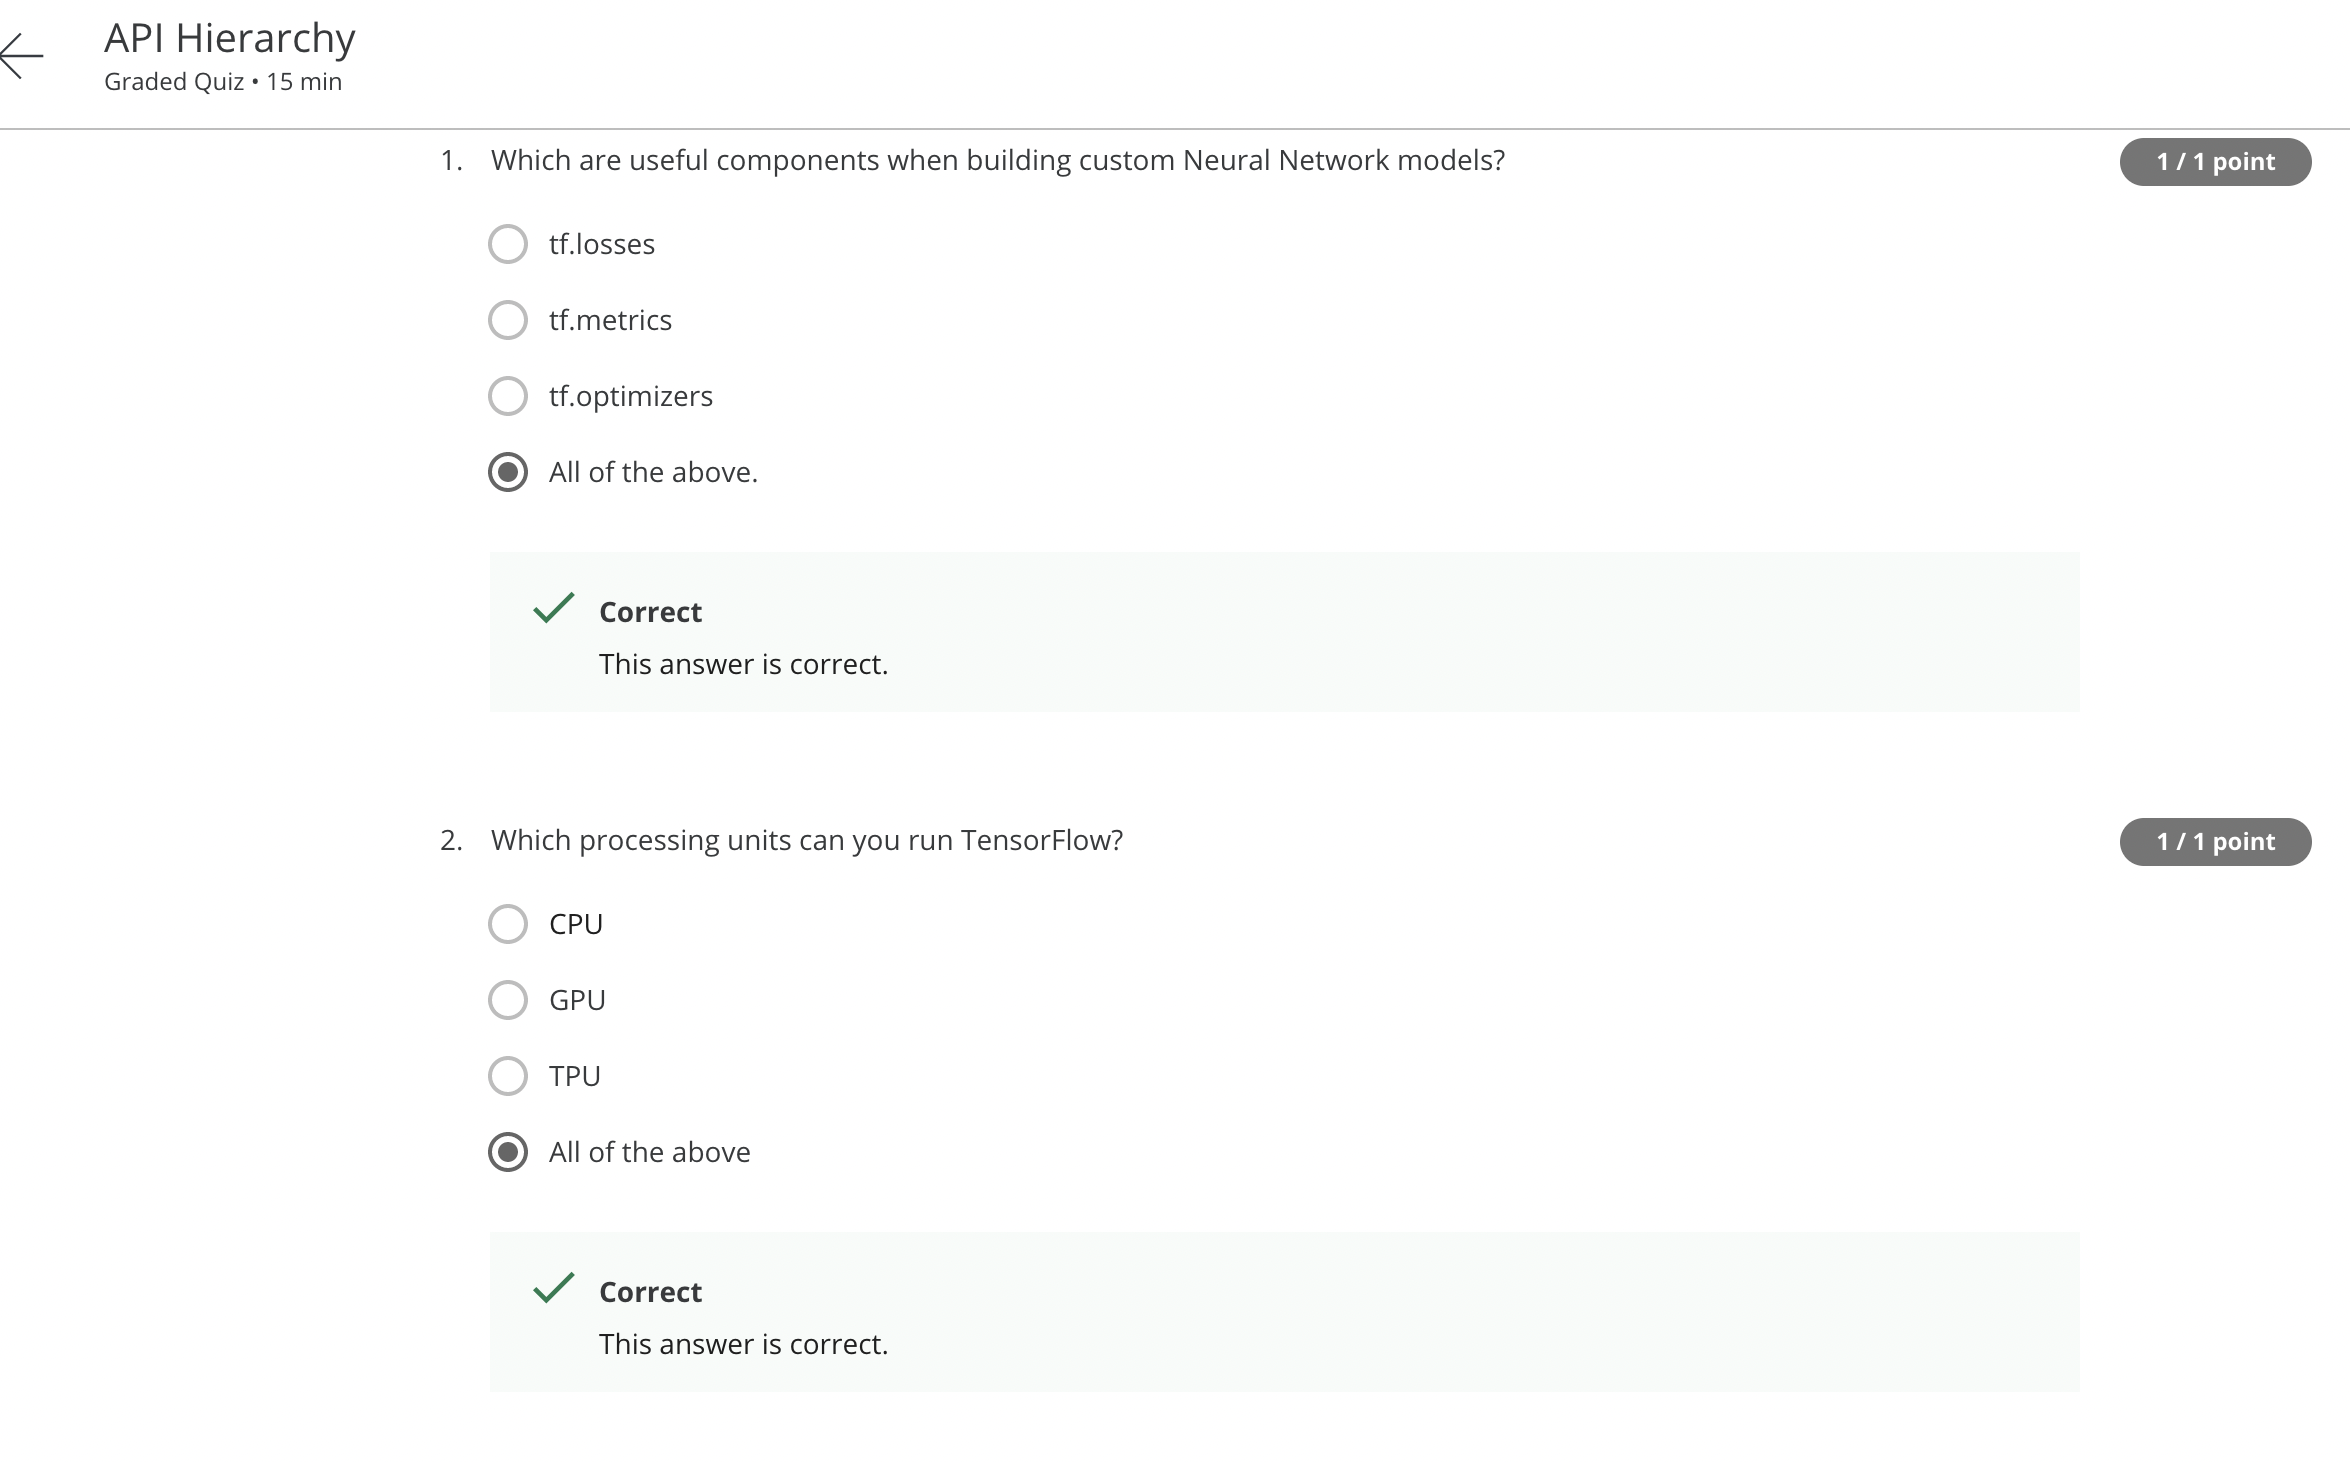 API Hierarchy
Graded Quiz • 15 min
1. Which are useful components when building custom Neural Network models?
1 / 1 point
tf.losses
tf.metrics
tf.optimizers
All of the above.
Correct
This answer is correct.
2. Which processing units can you run TensorFlow?
1 / 1 point
CPU
GPU
TPU
All of the above
Correct
This answer is correct.